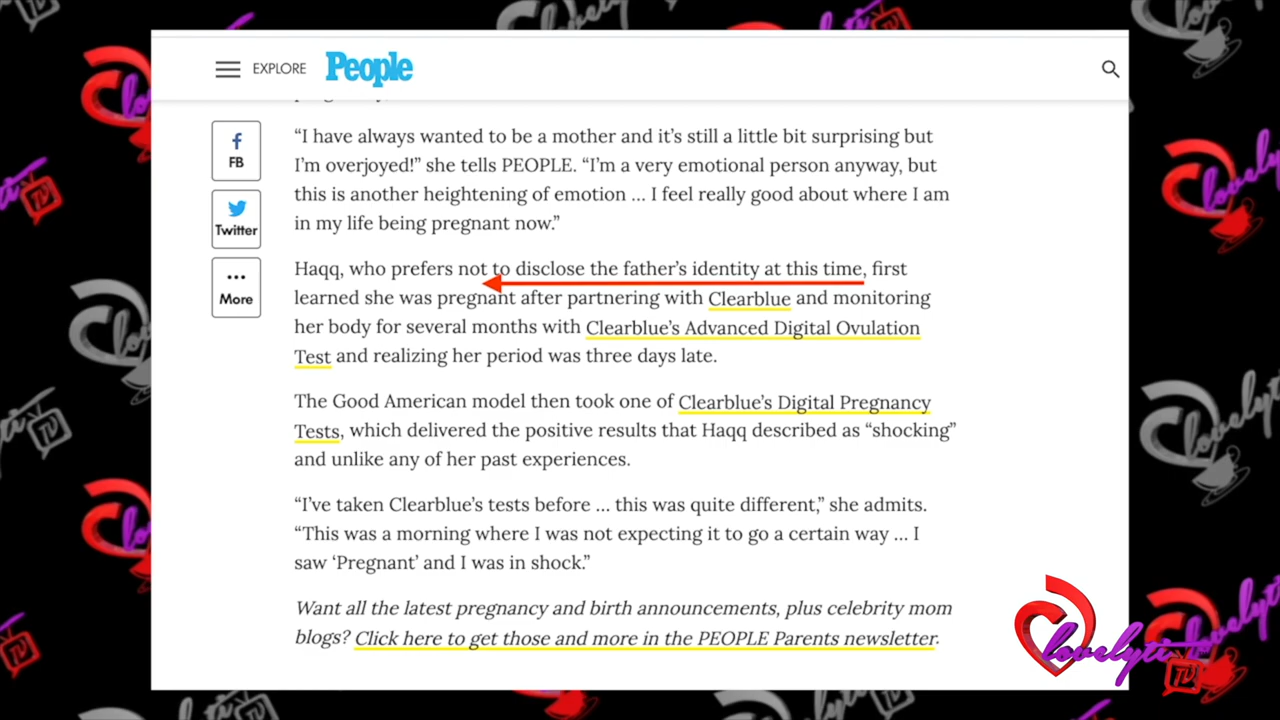 EXPLORE
People
FB
Twitter
More
“I have always wanted to be a mother and it’s still a little bit surprising but
I’m overjoyed!” she tells PEOPLE. “I’m a very emotional person anyway, but
this is another heightening of emotion … I feel really good about where I am
in my life being pregnant now.”
Haqq, who prefers not to disclose the father’s identity at this time, first
learned she was pregnant after partnering with Clearblue and monitoring
her body for several months with Clearblue’s Advanced Digital Ovulation
Test and realizing her period was three days late.
The Good American model then took one of Clearblue’s Digital Pregnancy
Tests, which delivered the positive results that Haqq described as “shocking”
and unlike any of her past experiences.
“I’ve taken Clearblue’s tests before … this was quite different,” she admits.
“This was a morning where I was not expecting it to go a certain way … I
saw ‘Pregnant’ and I was in shock.”
Want all the latest pregnancy and birth announcements, plus celebrity mom
blogs? Click here to get those and more in the PEOPLE Parents newsletter.
lovelyti
TV